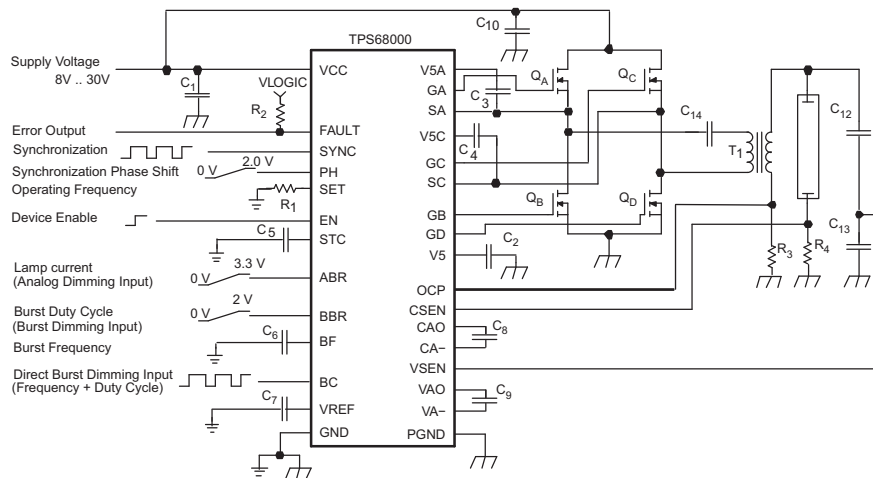 TPS68000
Supply Voltage
8V .. 30V
C1
VLOGIC
R2
Error Output
Synchronization
Synchronization Phase Shift
0 V
2.0 V
Operating Frequency
R1
Device Enable
C5
Lamp current
(Analog Dimming Input)
0 V
3.3 V
Burst Duty Cycle
(Burst Dimming Input)
0 V
2 V
Burst Frequency
C6
Direct Burst Dimming Input
(Frequency + Duty Cycle)
C7
VCC
FAULT
SYNC
PH
SET
EN
STC
ABR
BBR
BF
BC
VREF
GND
V5A
GA
SA
V5C
GC
SC
GB
GD
V5
OCP
CSEN
CAO
CA−
VSEN
VAO
VA−
PGND
C10
C3
C4
C2
C8
C9
QA
QC
QB
QD
C14
T1
R3
R4
C12
C13